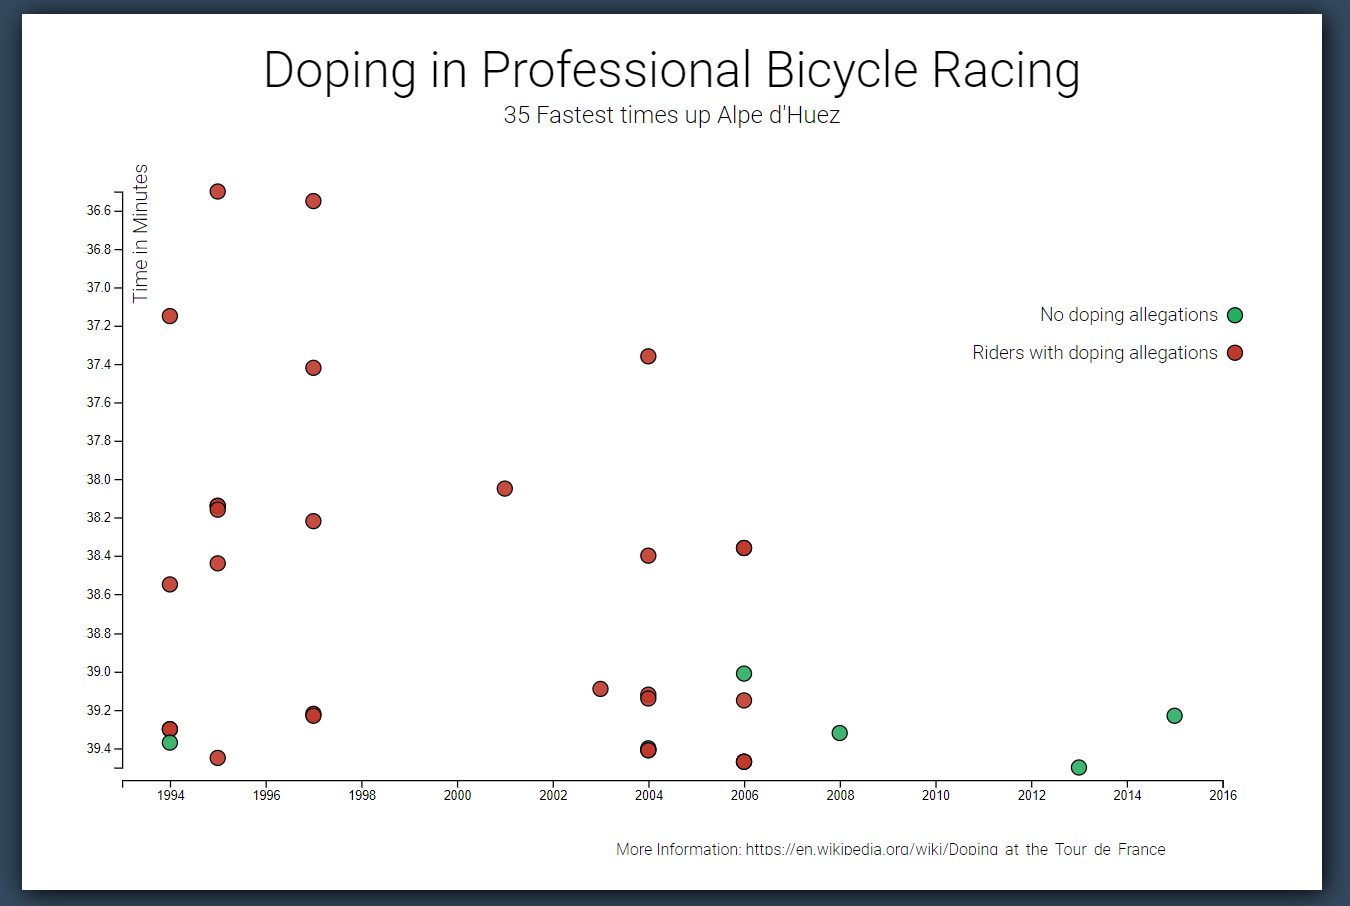 Doping in Professional Bicycle Racing
35 Fastest times up Alpe d'Huez
Time in Minutes
36.6
36.8
37.0
37.2
37.4
37.6
37.8
38.0
38.2
38.4
38.6
38.8
39.0
39.2
39.4
No doping allegations
Riders with doping allegations
1994 1996 1998 2000 2002 2004 2006 2008 2010 2012 2014 2016
More Information: https://en.wikipedia.org/wiki/Doping_at_the_Tour_de_France